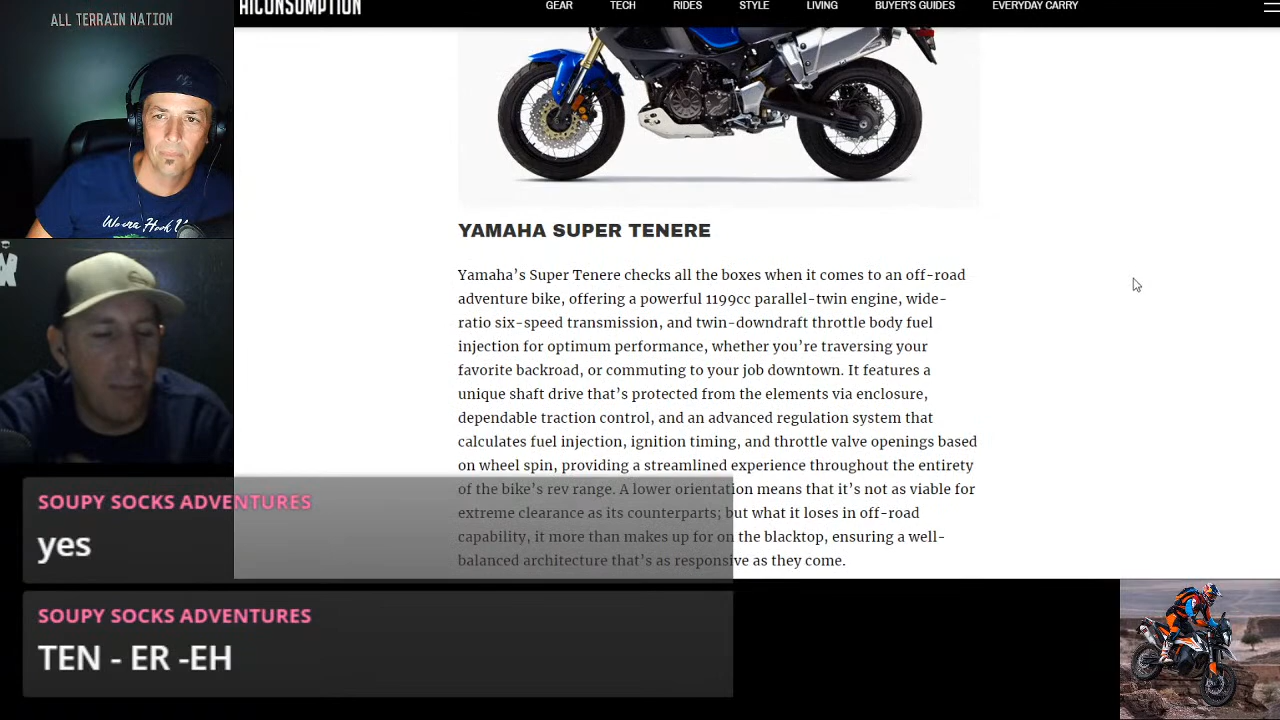 ALL TERRAIN NATION
HICONSUMPTION
GEAR TECH RIDES STYLE LIVING BUYER'S GUIDES EVERYDAY CARRY
YAMAHA SUPER TENERE
Yamaha's Super Tenere checks all the boxes when it comes to an off-road
adventure bike, offering a powerful 1199cc parallel-twin engine, wide-
ratio six-speed transmission, and twin-downdraft throttle body fuel
injection for optimum performance, whether you're traversing your
favorite backroad, or commuting to your job downtown. It features a
unique shaft drive that's protected from the elements via enclosure,
dependable traction control, and an advanced regulation system that
calculates fuel injection, ignition timing, and throttle valve openings based
on wheel spin, providing a streamlined experience throughout the entirety
of the bike's rev range. A lower orientation means that it's not as viable for
extreme clearance as its counterparts; but what it loses in off-road
capability, it more than makes up for on the blacktop, ensuring a well-
balanced architecture that's as responsive as they come.
SOUPY SOCKS ADVENTURES
yes
SOUPY SOCKS ADVENTURES
TEN - ER -EH